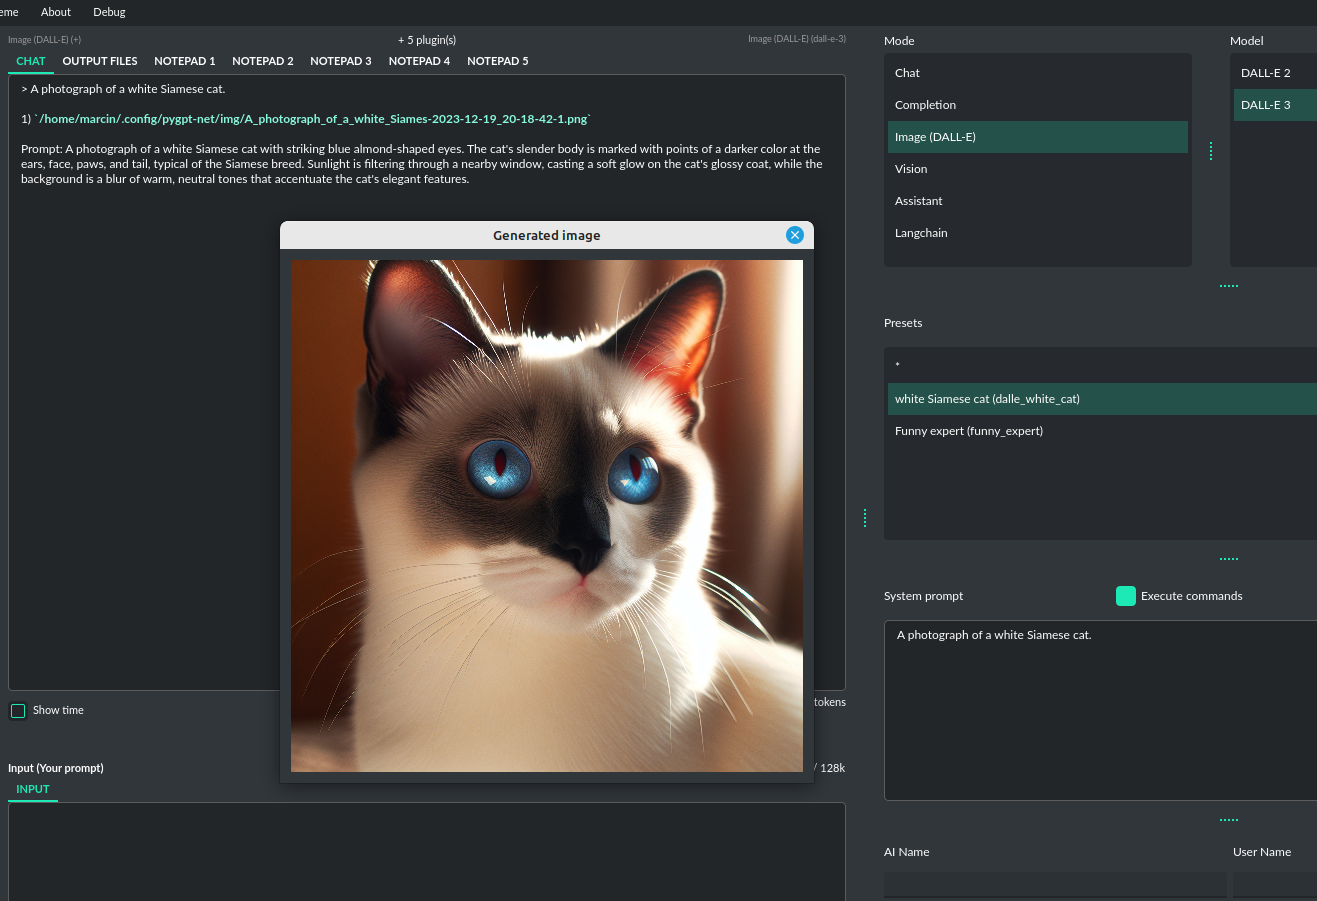 eme About Debug
Image (DALL-E) (+) + 5 plugin(s) Image (DALL-E) (dall-e-3)
CHAT OUTPUT FILES NOTEPAD 1 NOTEPAD 2 NOTEPAD 3 NOTEPAD 4 NOTEPAD 5
> A photograph of a white Siamese cat.
1) `/home/marcin/.config/pygpt-net/img/A_photograph_of_a_white_Siames-2023-12-19_20-18-42-1.png`
Prompt: A photograph of a white Siamese cat with striking blue almond-shaped eyes. The cat's slender body is marked with points of a darker color at the
ears, face, paws, and tail, typical of the Siamese breed. Sunlight is filtering through a nearby window, casting a soft glow on the cat's glossy coat, while the
background is a blur of warm, neutral tones that accentuate the cat's elegant features.
Generated image
Show time
tokens
Input (Your prompt)
/ 128k
INPUT
Mode
Chat
Completion
Image (DALL-E)
Vision
Assistant
Langchain
Model
DALL-E 2
DALL-E 3
Presets
*
white Siamese cat (dalle_white_cat)
Funny expert (funny_expert)
System prompt
Execute commands
A photograph of a white Siamese cat.
AI Name
User Name